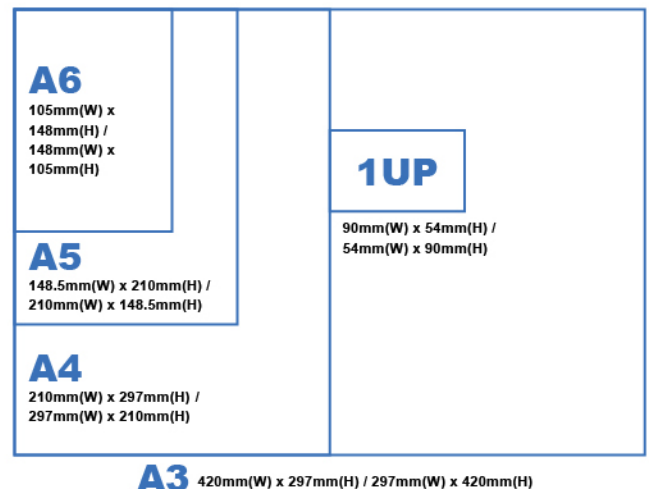 A6
105mm(W) x
148mm(H) /
148mm(W) x
105mm(H)
1UP
90mm(W) x 54mm(H) /
54mm(W) x 90mm(H)
A5
148.5mm(W) x 210mm(H) /
210mm(W) x 148.5mm(H)
A4
210mm(W) x 297mm(H) /
297mm(W) x 210mm(H)
A3 420mm(W) x 297mm(H) / 297mm(W) x 420mm(H)